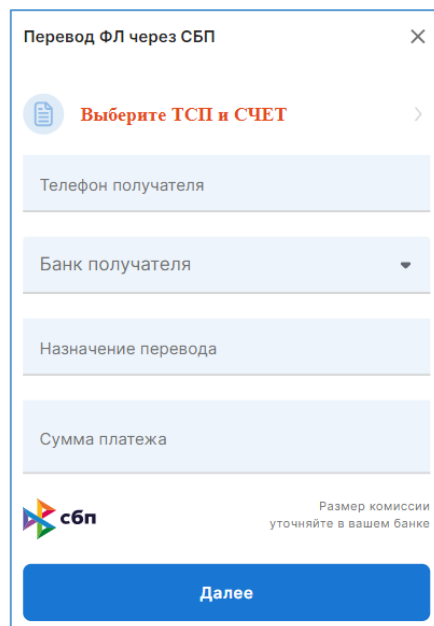 Перевод ФЛ через СБП
Выберите ТСП и СЧЕТ
Телефон получателя
Банк получателя
Назначение перевода
Сумма платежа
сбп
Размер комиссии
уточняйте в вашем банке
Далее